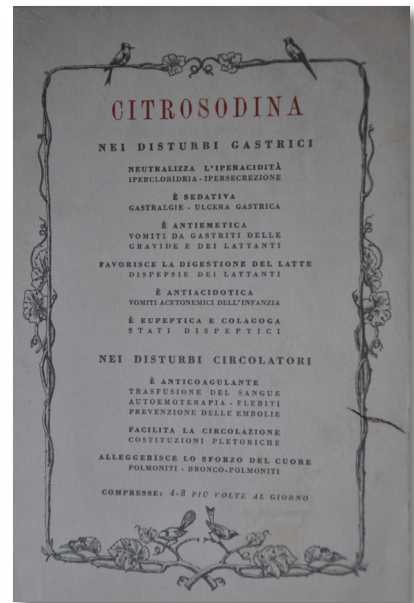 CITROSODINA
NEI DISTURBI GASTRICI
NEUTRALIZZA L'IPERACIDITÀ
IPERCLORIDRIA - IPERSECREZIONE
È SEDATIVA
GASTRALGIE - ULCERA GASTRICA
È ANTIEMETICA
VOMITI DA GASTRITI DELLE
GRAVIDE E DEI LATTANTI
FAVORISCE LA DIGESTIONE DEL LATTE
DISPEPSIE DEI LATTANTI
È ANTIACIDOTICA
VOMITI ACETONEMICI DELL'INFANZIA
È EUPEPTICA E COLAGOGA
STATI DISPEPTICI
NEI DISTURBI CIRCOLATORI
È ANTICOAGULANTE
TRASFUSIONE DEL SANGUE
AUTOEMOTERAPIA - FLEBITI
PREVENZIONE DELLE EMBOLIE
FACILITA LA CIRCOLAZIONE
COSTITUZIONI PLETORICHE
ALLEGGERISCE LO SFORZO DEL CUORE
POLMONITI - BRONCO-POLMONITI
COMPRESSE: 4-8 PIÙ VOLTE AL GIORNO